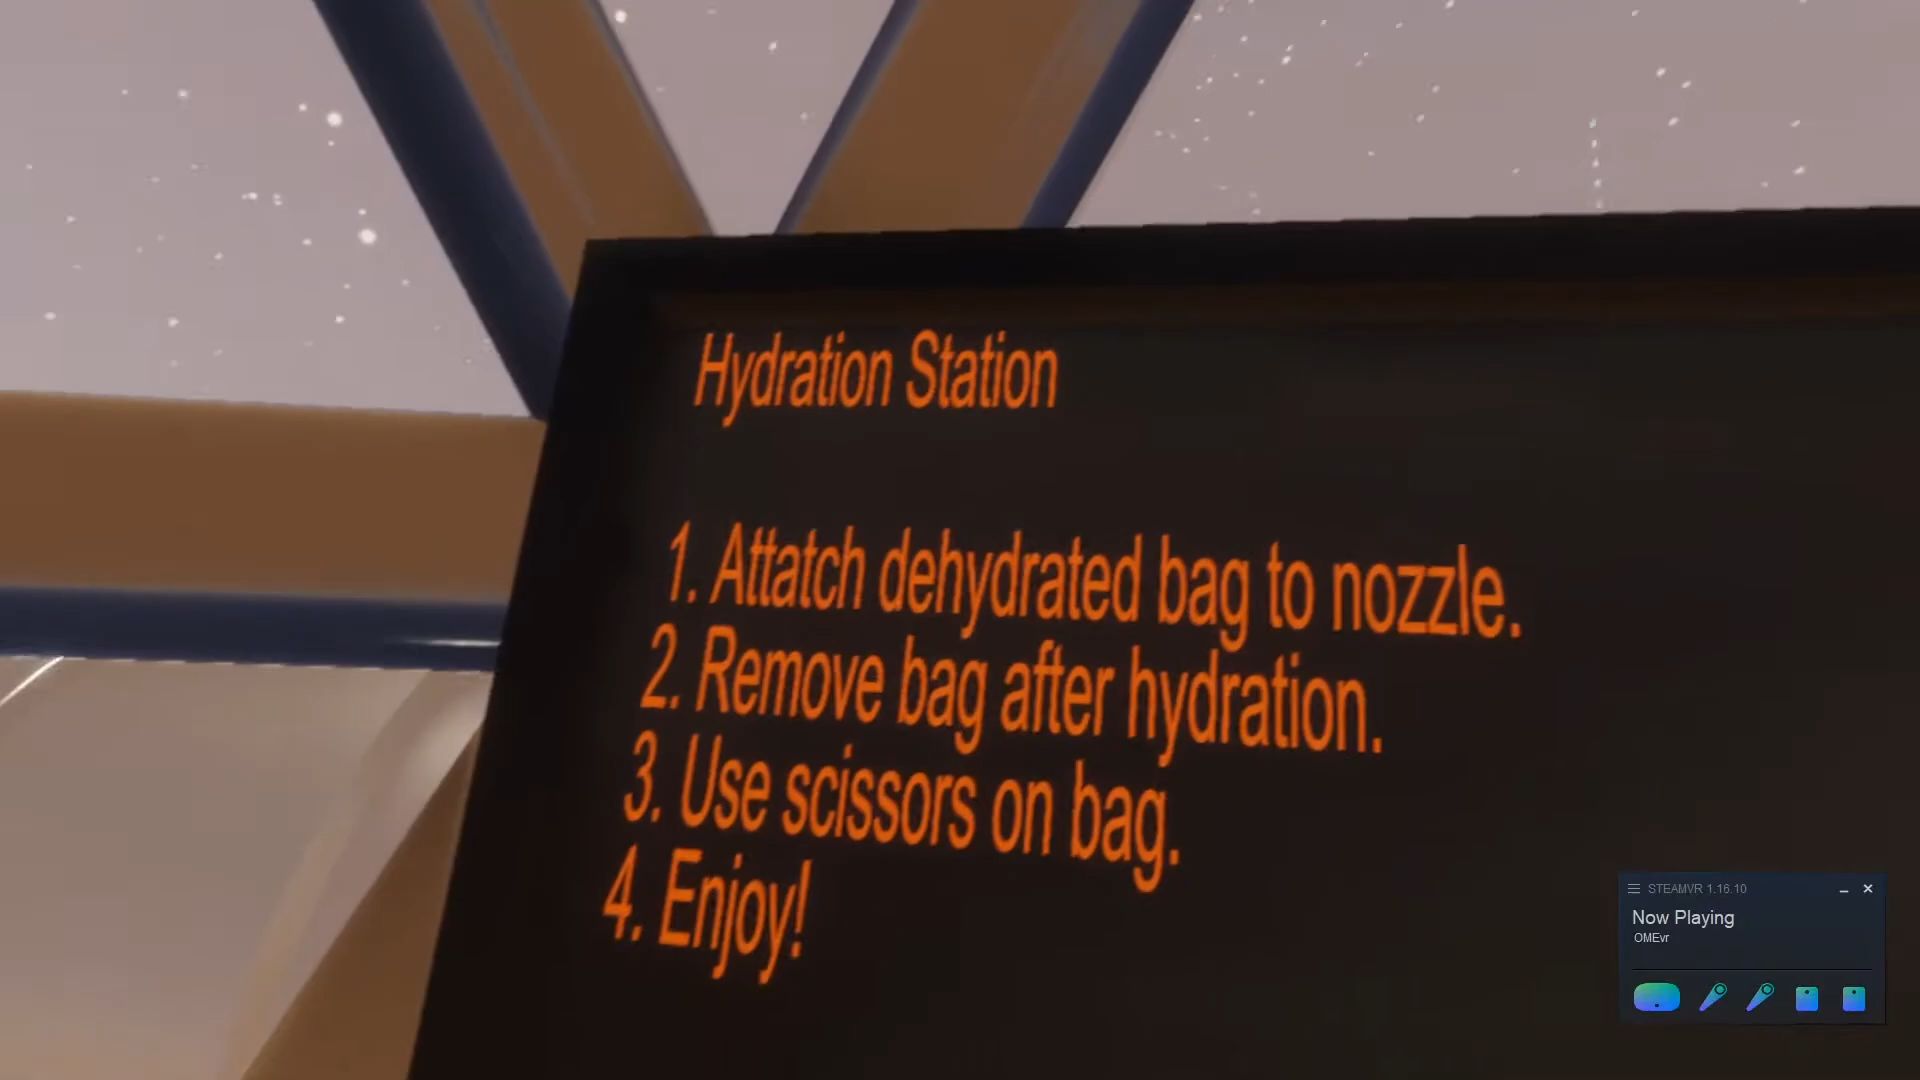 Hydration Station
1. Attatch dehydrated bag to nozzle.
2. Remove bag after hydration.
3. Use scissors on bag.
4. Enjoy!
STEAMVR 1.16.10
Now Playing
OMEvr